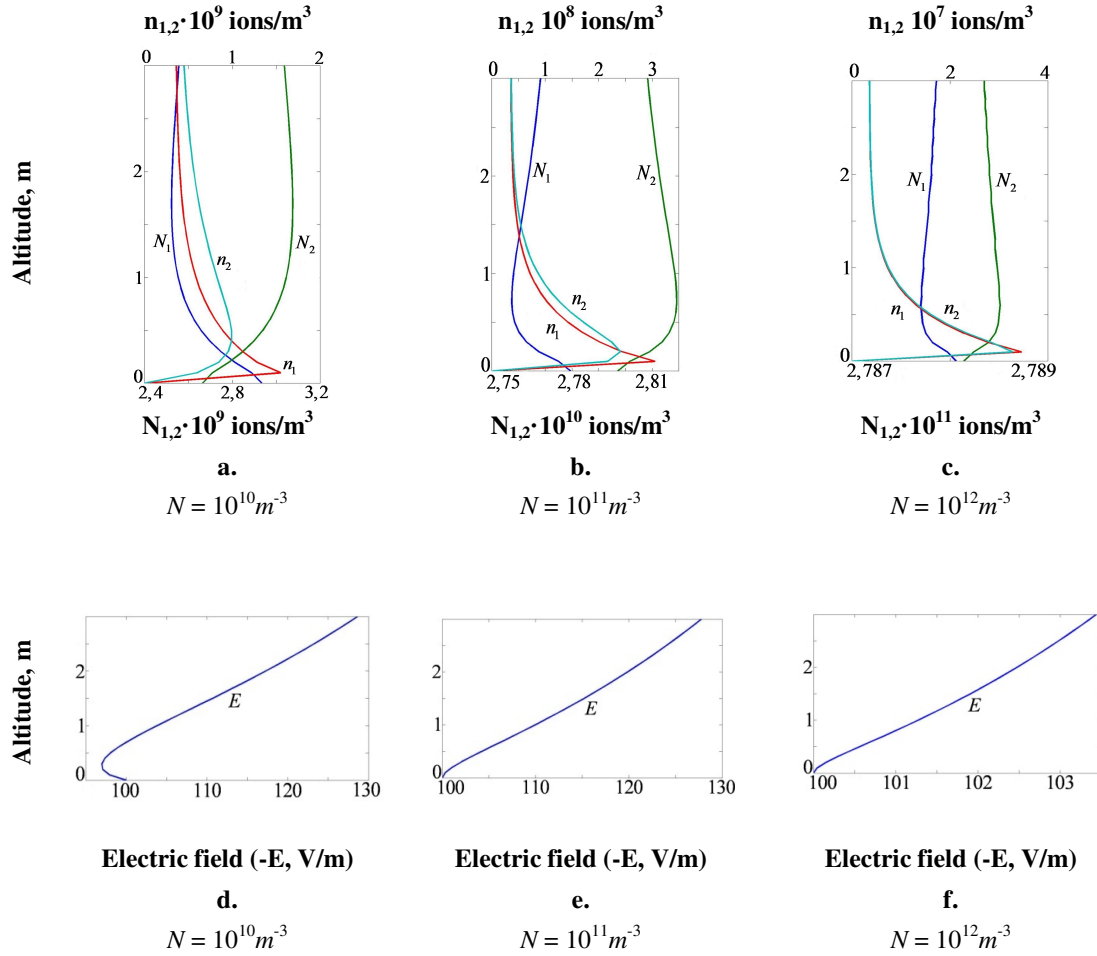 n1,2·10^9 ions/m^3 n1,2 10^8 ions/m^3 n1,2 10^7 ions/m^3
0 1 2 0 1 2 3 0 2 4
Altitude, m
2 N1 n2 N2 1 n1 0
2,4 2,8 3,2
2 N1 N2 n2 1 n1 0
2,75 2,78 2,81
2 N1 N2 1 n1 n2 0
2,787 2,789
N1,2·10^9 ions/m^3 N1,2·10^10 ions/m^3 N1,2·10^11 ions/m^3
a. b. c.
N = 10^10 m^-3 N = 10^11 m^-3 N = 10^12 m^-3
Altitude, m
2 E 1 0
100 110 120 130
2 E 1 0
100 110 120 130
2 E 1 0
100 101 102 103
Electric field (-E, V/m) Electric field (-E, V/m) Electric field (-E, V/m)
d. e. f.
N = 10^10 m^-3 N = 10^11 m^-3 N = 10^12 m^-3